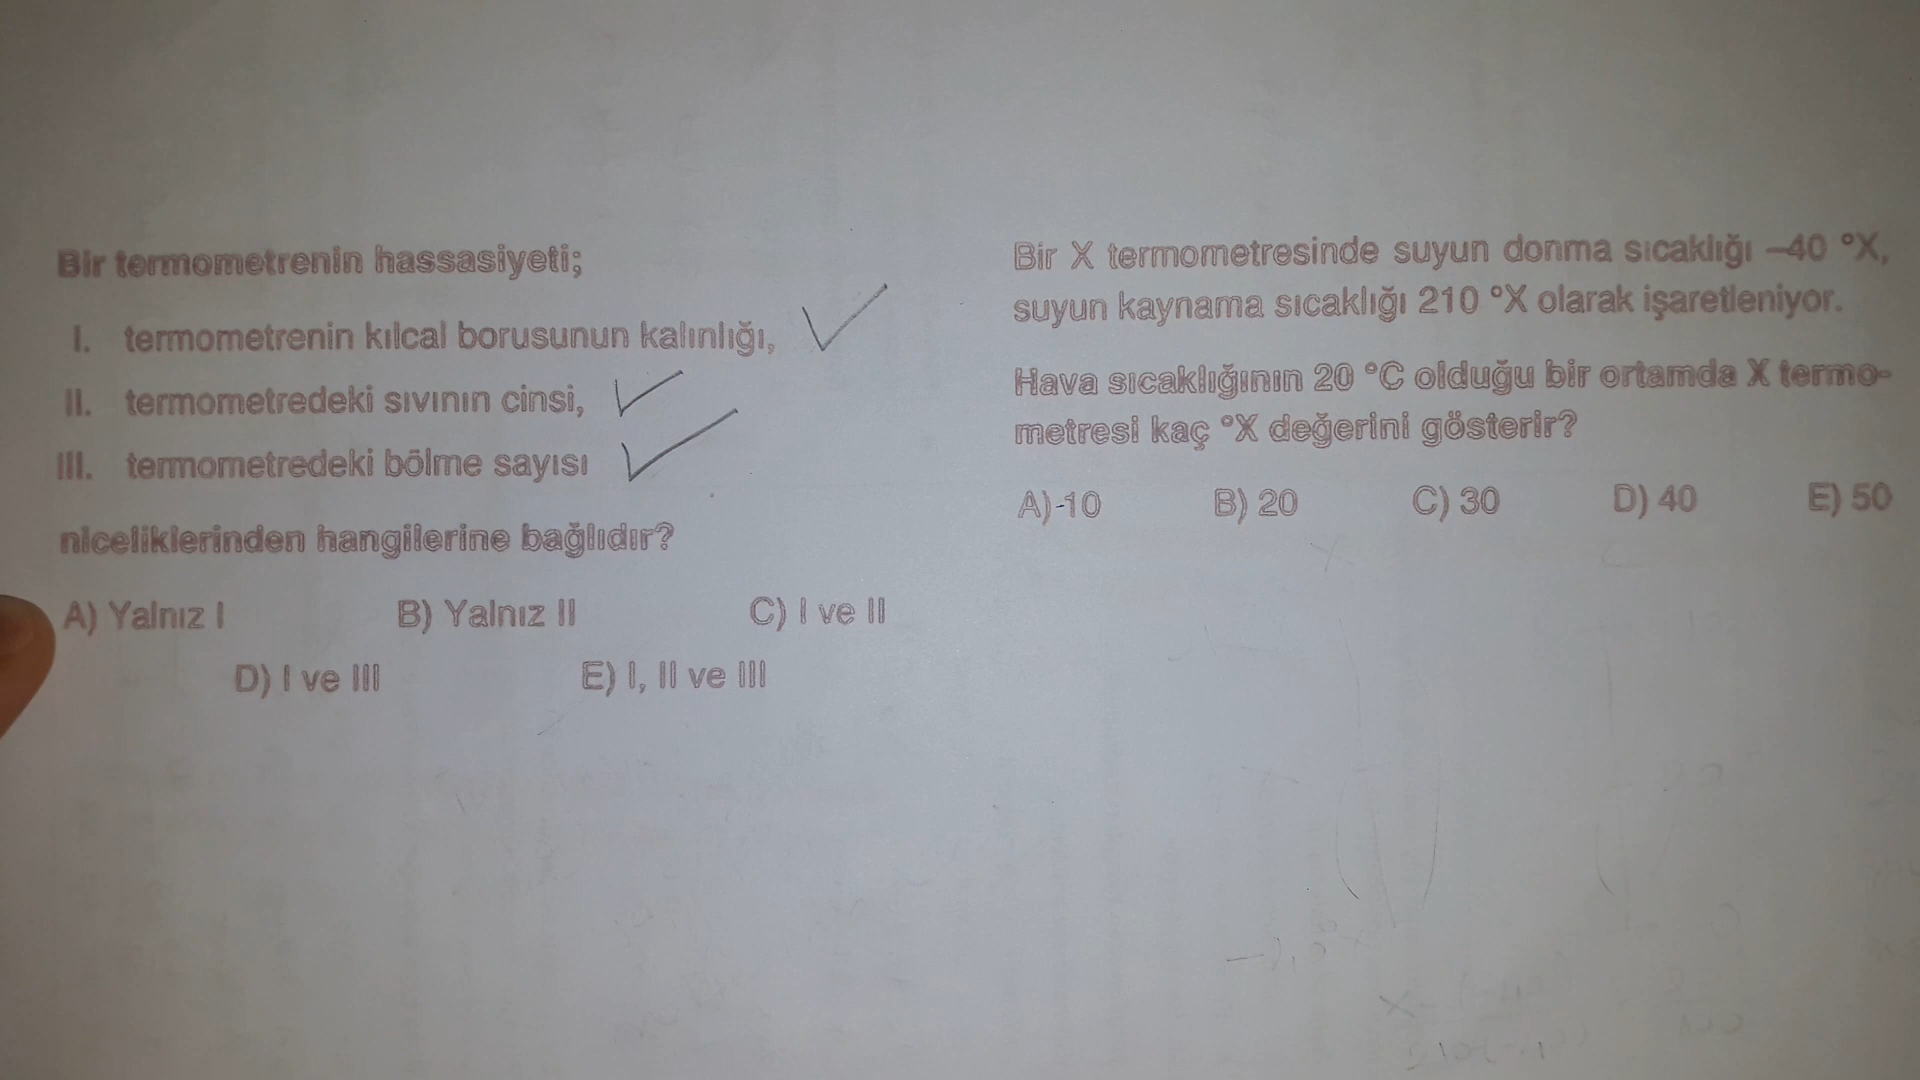 Bir termometrenin hassasiyeti;
I. termometrenin kılcal borusunun kalınlığı,
II. termometredeki sıvının cinsi,
III. termometredeki bölme sayısı
niceliklerinden hangilerine bağlıdır?
A) Yalnız I B) Yalnız II C) I ve II
D) I ve III E) I, II ve III
Bir X termometresinde suyun donma sıcaklığı –40 °X,
suyun kaynama sıcaklığı 210 °X olarak işaretleniyor.
Hava sıcaklığının 20 °C olduğu bir ortamda X termo-
metresi kaç °X değerini gösterir?
A)-10 B) 20 C) 30 D) 40 E) 50